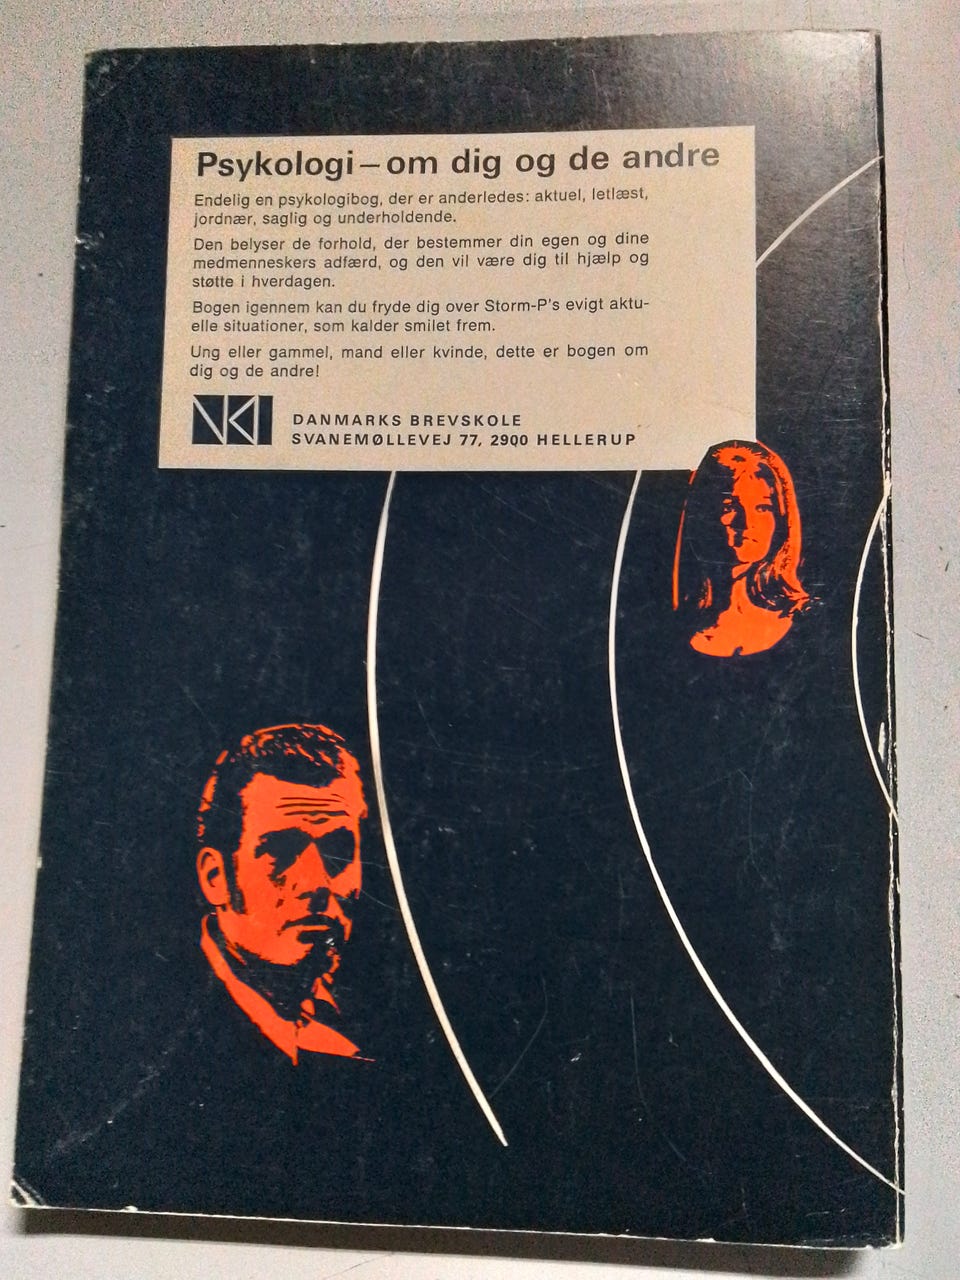 Psykologi – om dig og de andre
Endelig en psykologibog, der er anderledes: aktuel, letlæst,
jordnær, saglig og underholdende.
Den belyser de forhold, der bestemmer din egen og dine
medmenneskers adfærd, og den vil være dig til hjælp og
støtte i hverdagen.
Bogen igennem kan du fryde dig over Storm-P's evigt aktu-
elle situationer, som kalder smilet frem.
Ung eller gammel, mand eller kvinde, dette er bogen om
dig og de andre!
NKI
DANMARKS BREVSKOLE
SVANEMØLLEVEJ 77, 2900 HELLERUP